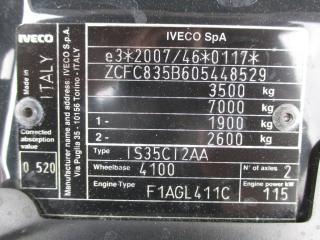 IVECO
Made in ITALY
Corrected absorption value
0.520
Manufacturer name and address: IVECO S.p.A.
Via Puglia 35 - 10156 Torino - ITALY
IVECO SpA
e3*2007/46*0117*
ZCFC835B605448529
3500 kg
7000 kg
1- 1900 kg
2- 2600 kg
Type IS35CI2AA
Wheelbase 4100 N° of axles 2
Engine Type F1AGL411C Engine power kW 115